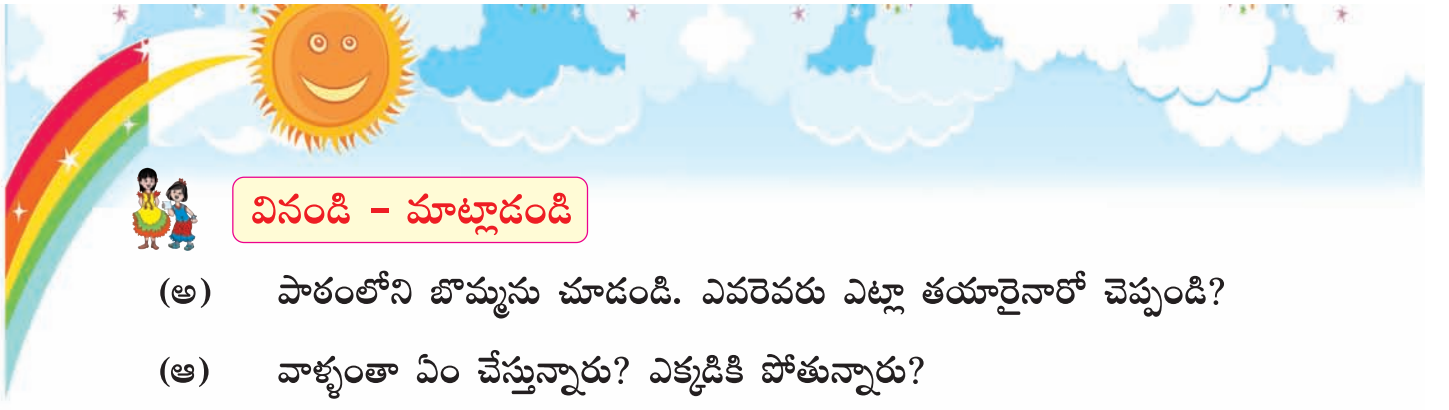 వినండి - మాట్లాడండి
(అ) పాఠంలోని బొమ్మను చూడండి. ఎవరెవరు ఎట్లా తయారైనారో చెప్పండి?
(ఆ) వాళ్ళంతా ఏం చేస్తున్నారు? ఎక్కడికి పోతున్నారు?